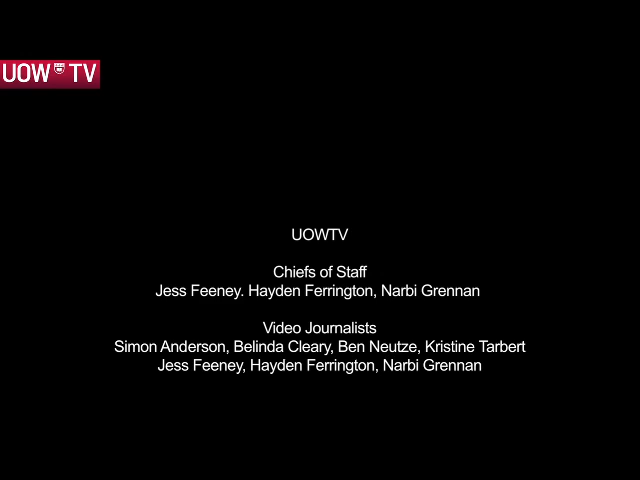 UOW TV
UOWTV
Chiefs of Staff
Jess Feeney. Hayden Ferrington, Narbi Grennan
Video Journalists
Simon Anderson, Belinda Cleary, Ben Neutze, Kristine Tarbert
Jess Feeney, Hayden Ferrington, Narbi Grennan